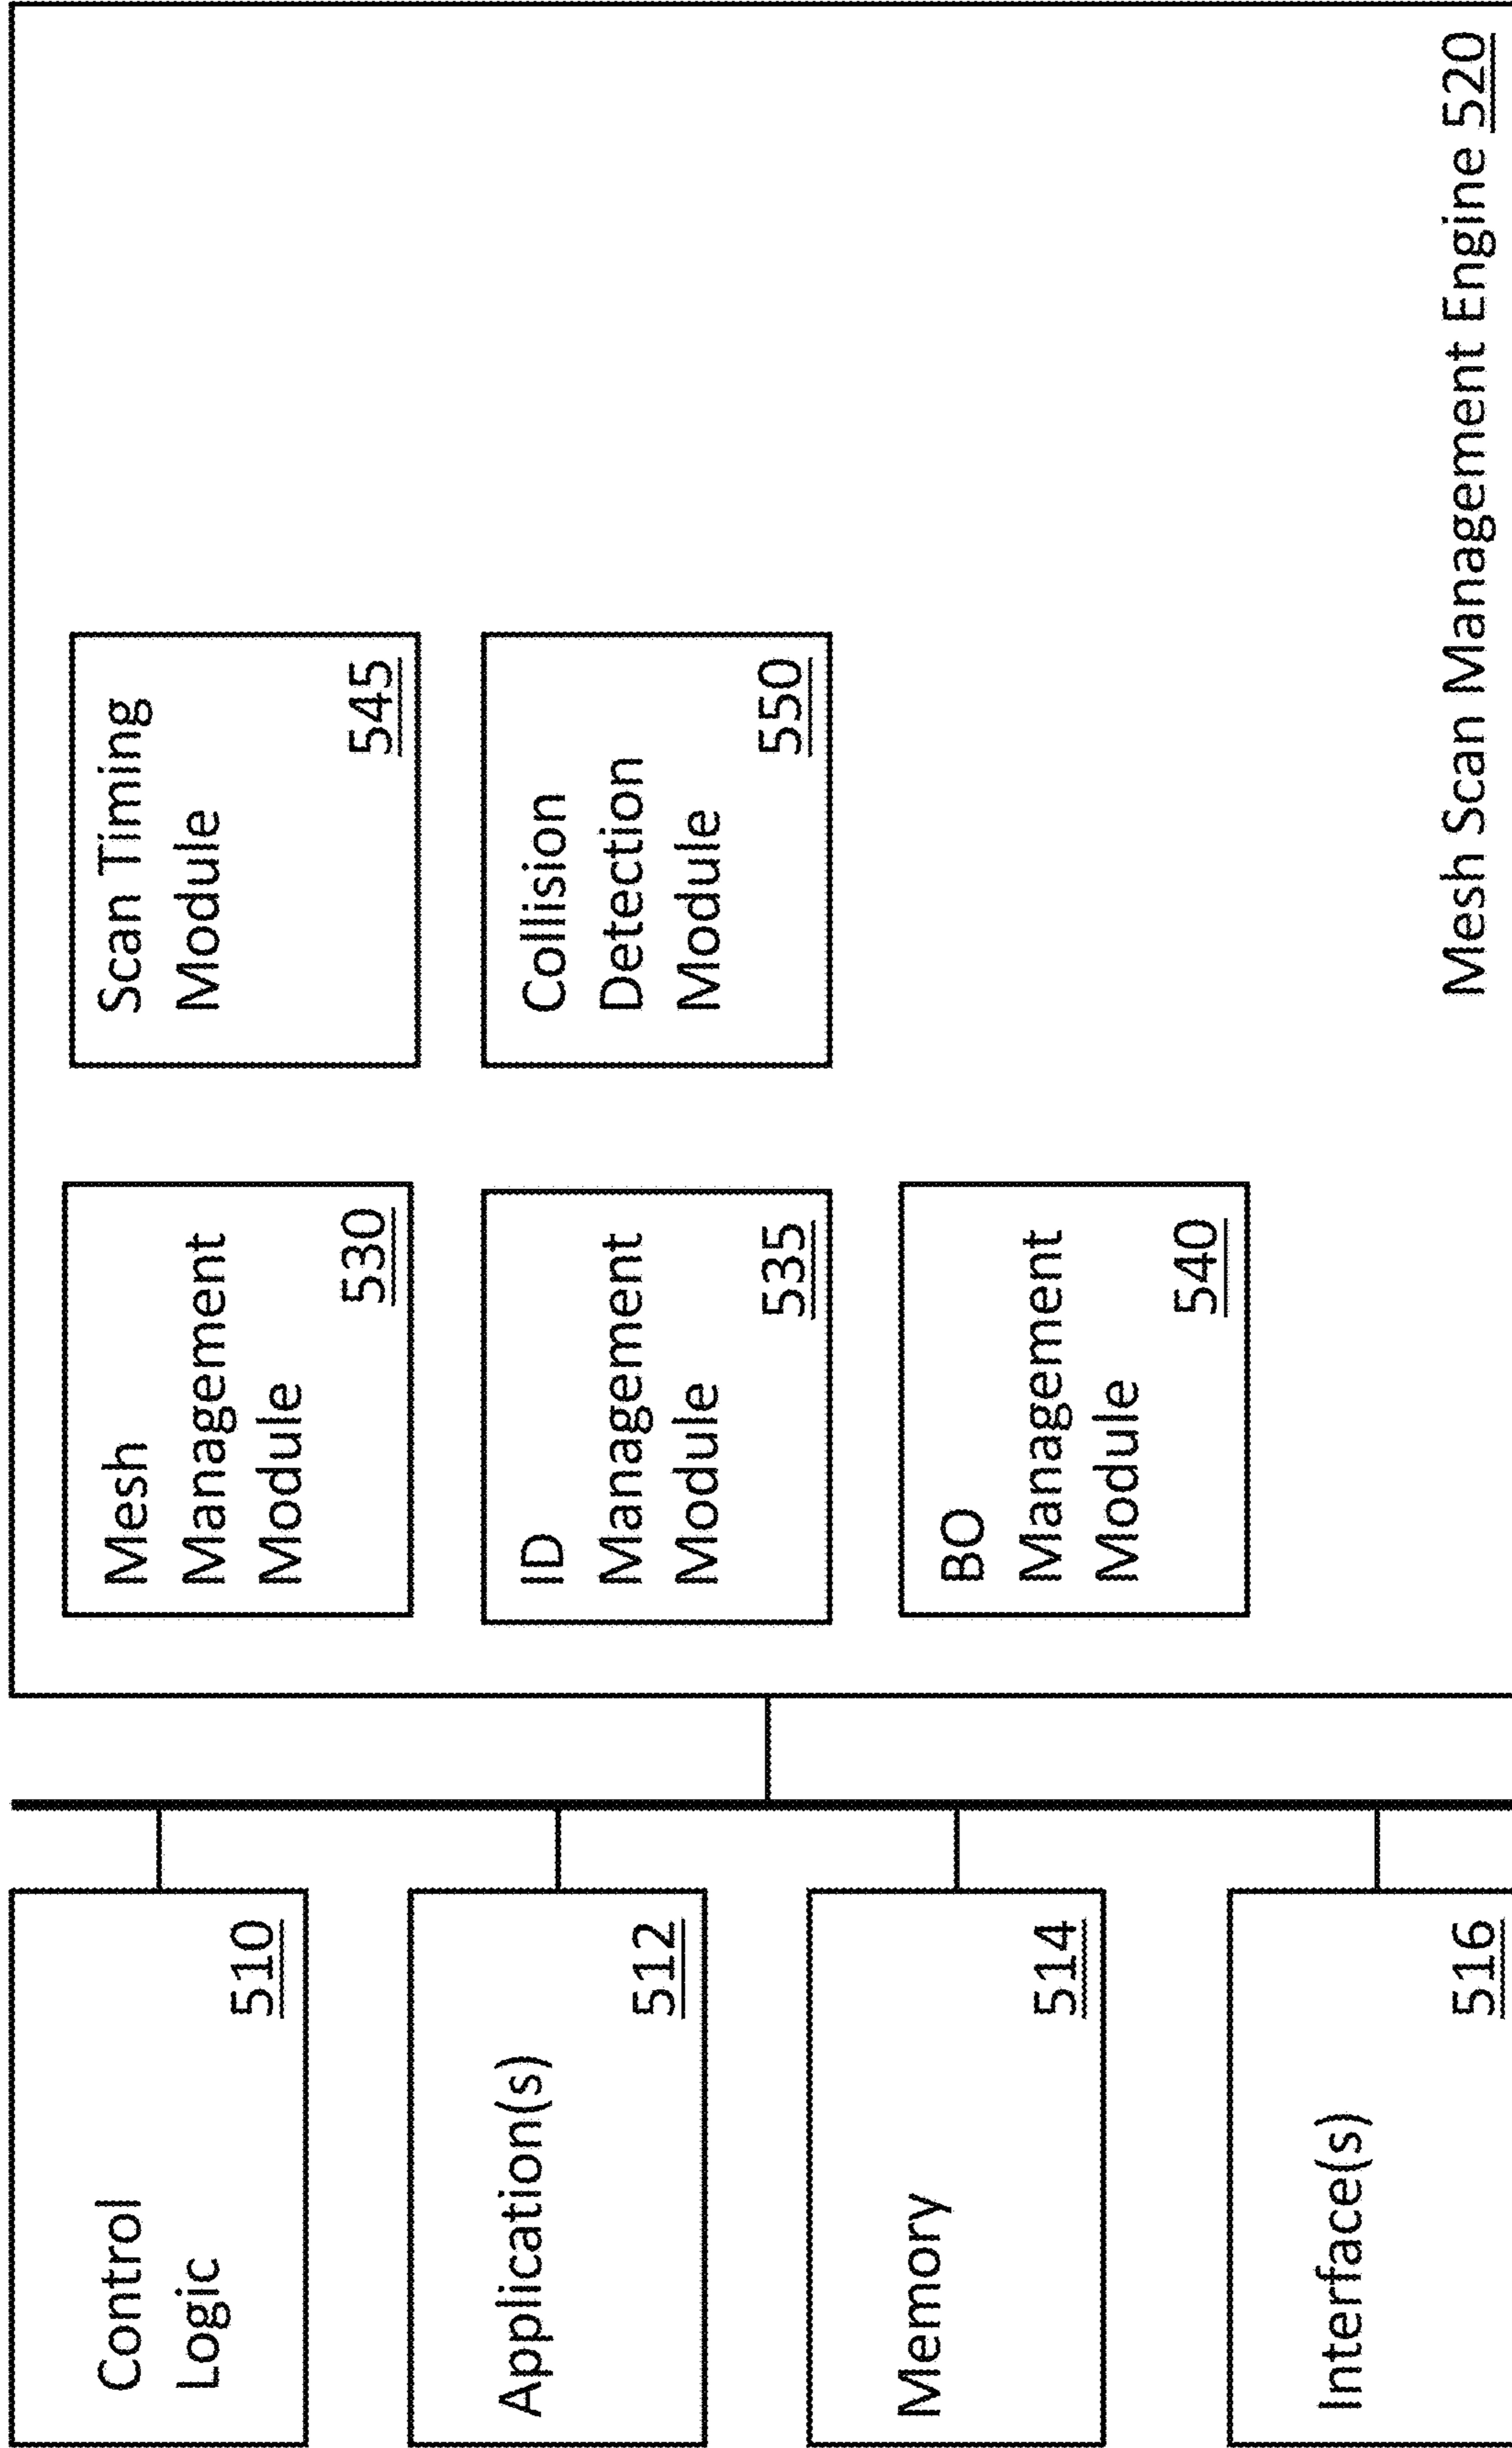 Control
Logic
510
Application(s)
512
Memory
514
Interface(s)
516
Mesh
Management
Module
530
ID
Management
Module
535
BO
Management
Module
540
Scan Timing
Module
545
Collision
Detection
Module
550
Mesh Scan Management Engine 520